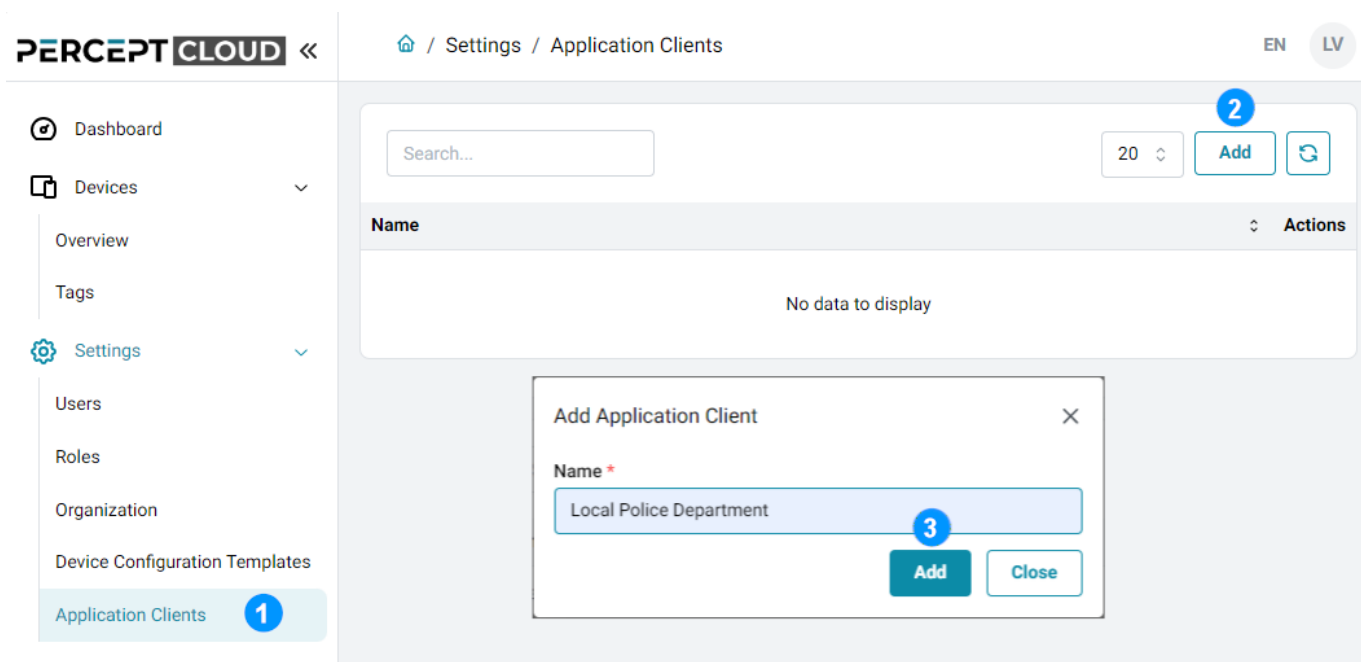 PERCEPT CLOUD «
/ Settings / Application Clients
EN LV
Dashboard
Devices
Overview
Tags
Settings
Users
Roles
Organization
Device Configuration Templates
Application Clients 1
2
Search...
20
Add
Name
Actions
No data to display
Add Application Client
Name *
Local Police Department
3
Add
Close